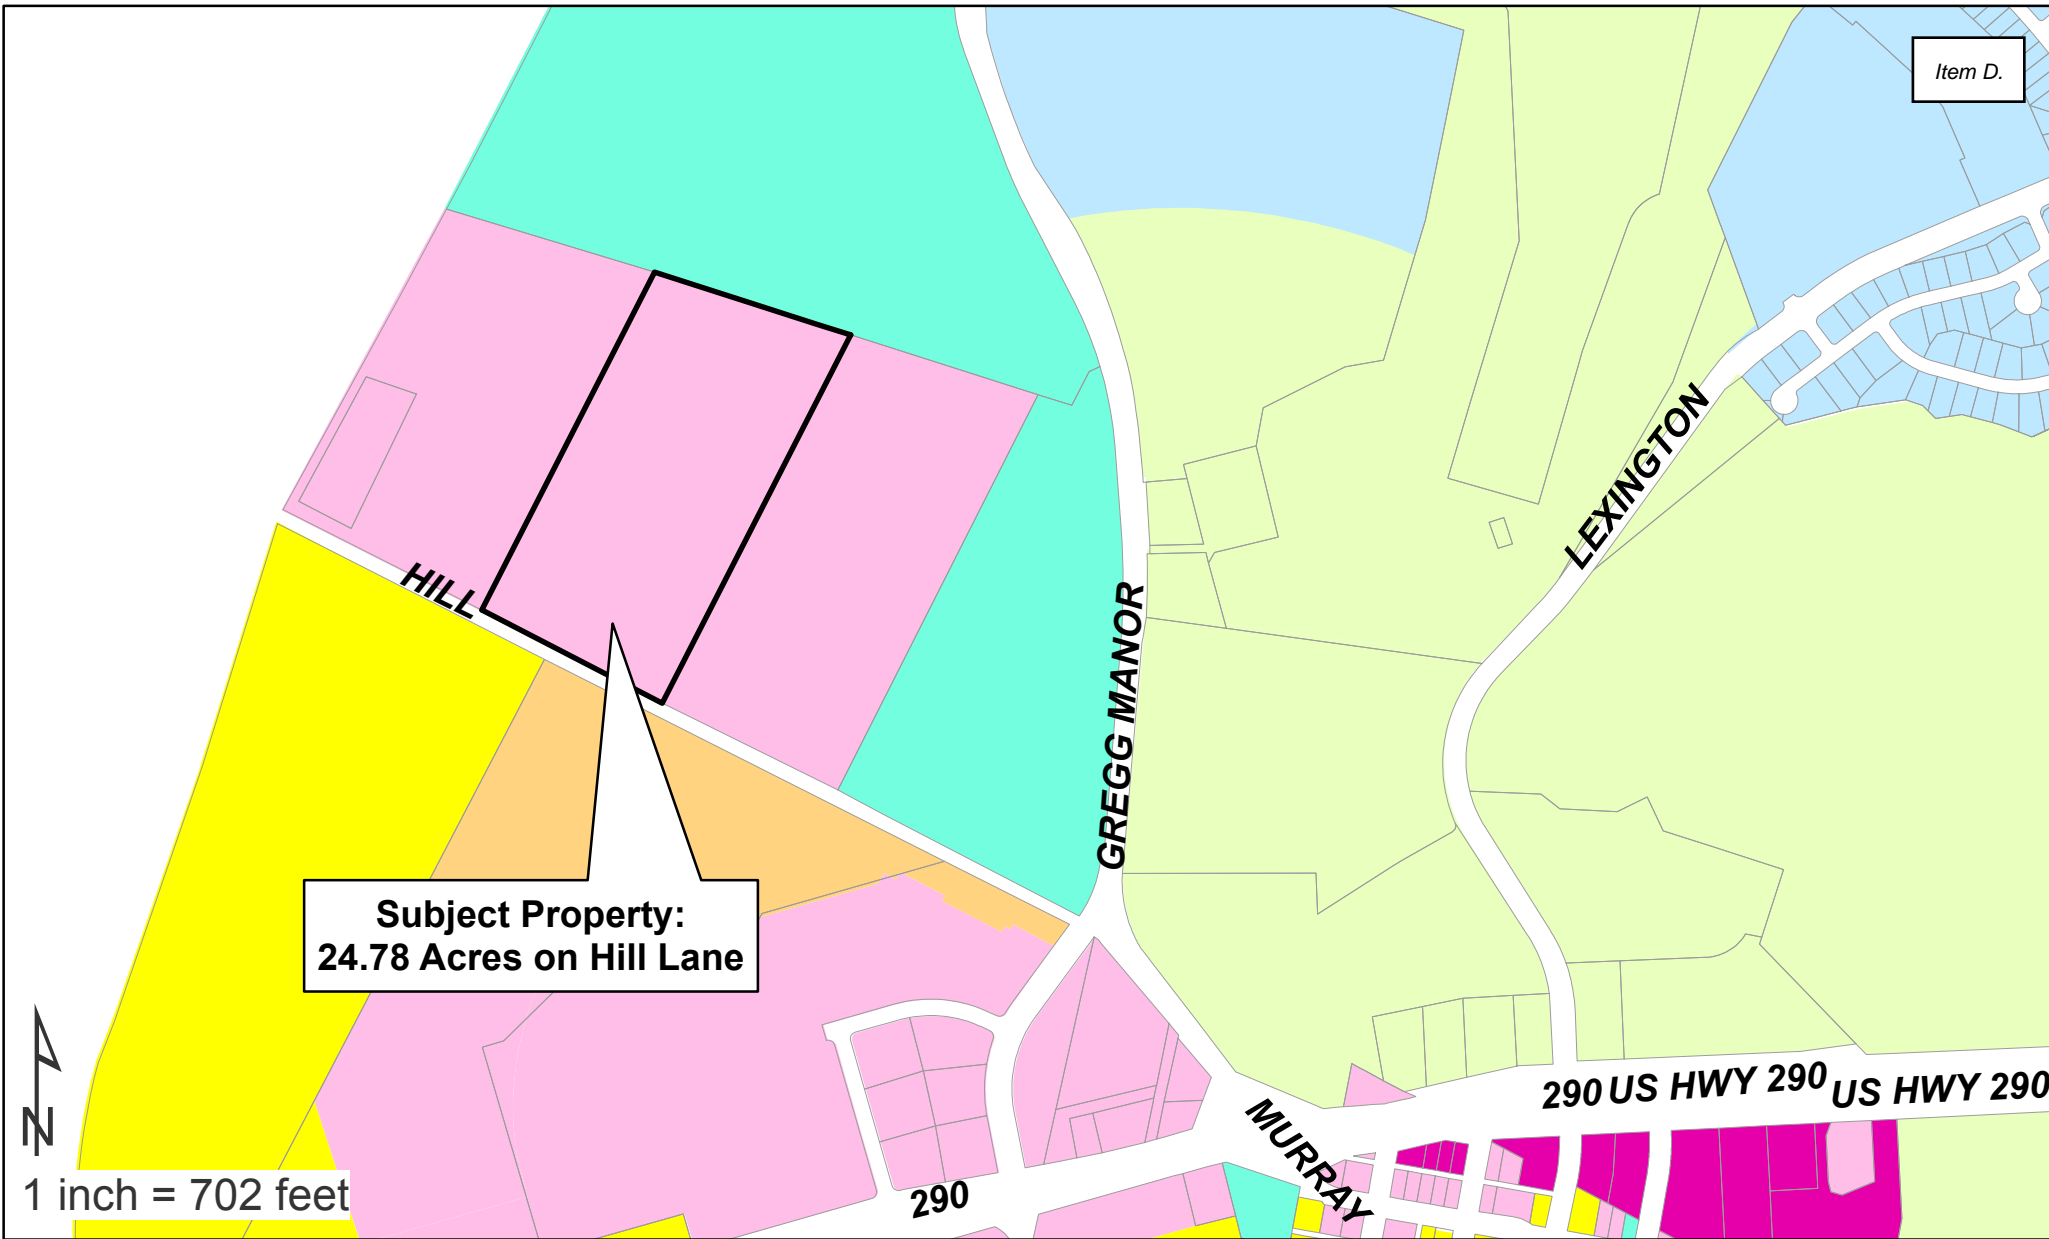 Item D.
LEXINGTON
HILL
GREGG MANOR
Subject Property:
24.78 Acres on Hill Lane
N
1 inch = 702 feet
290 US HWY 290 US HWY 290
MURRAY
290